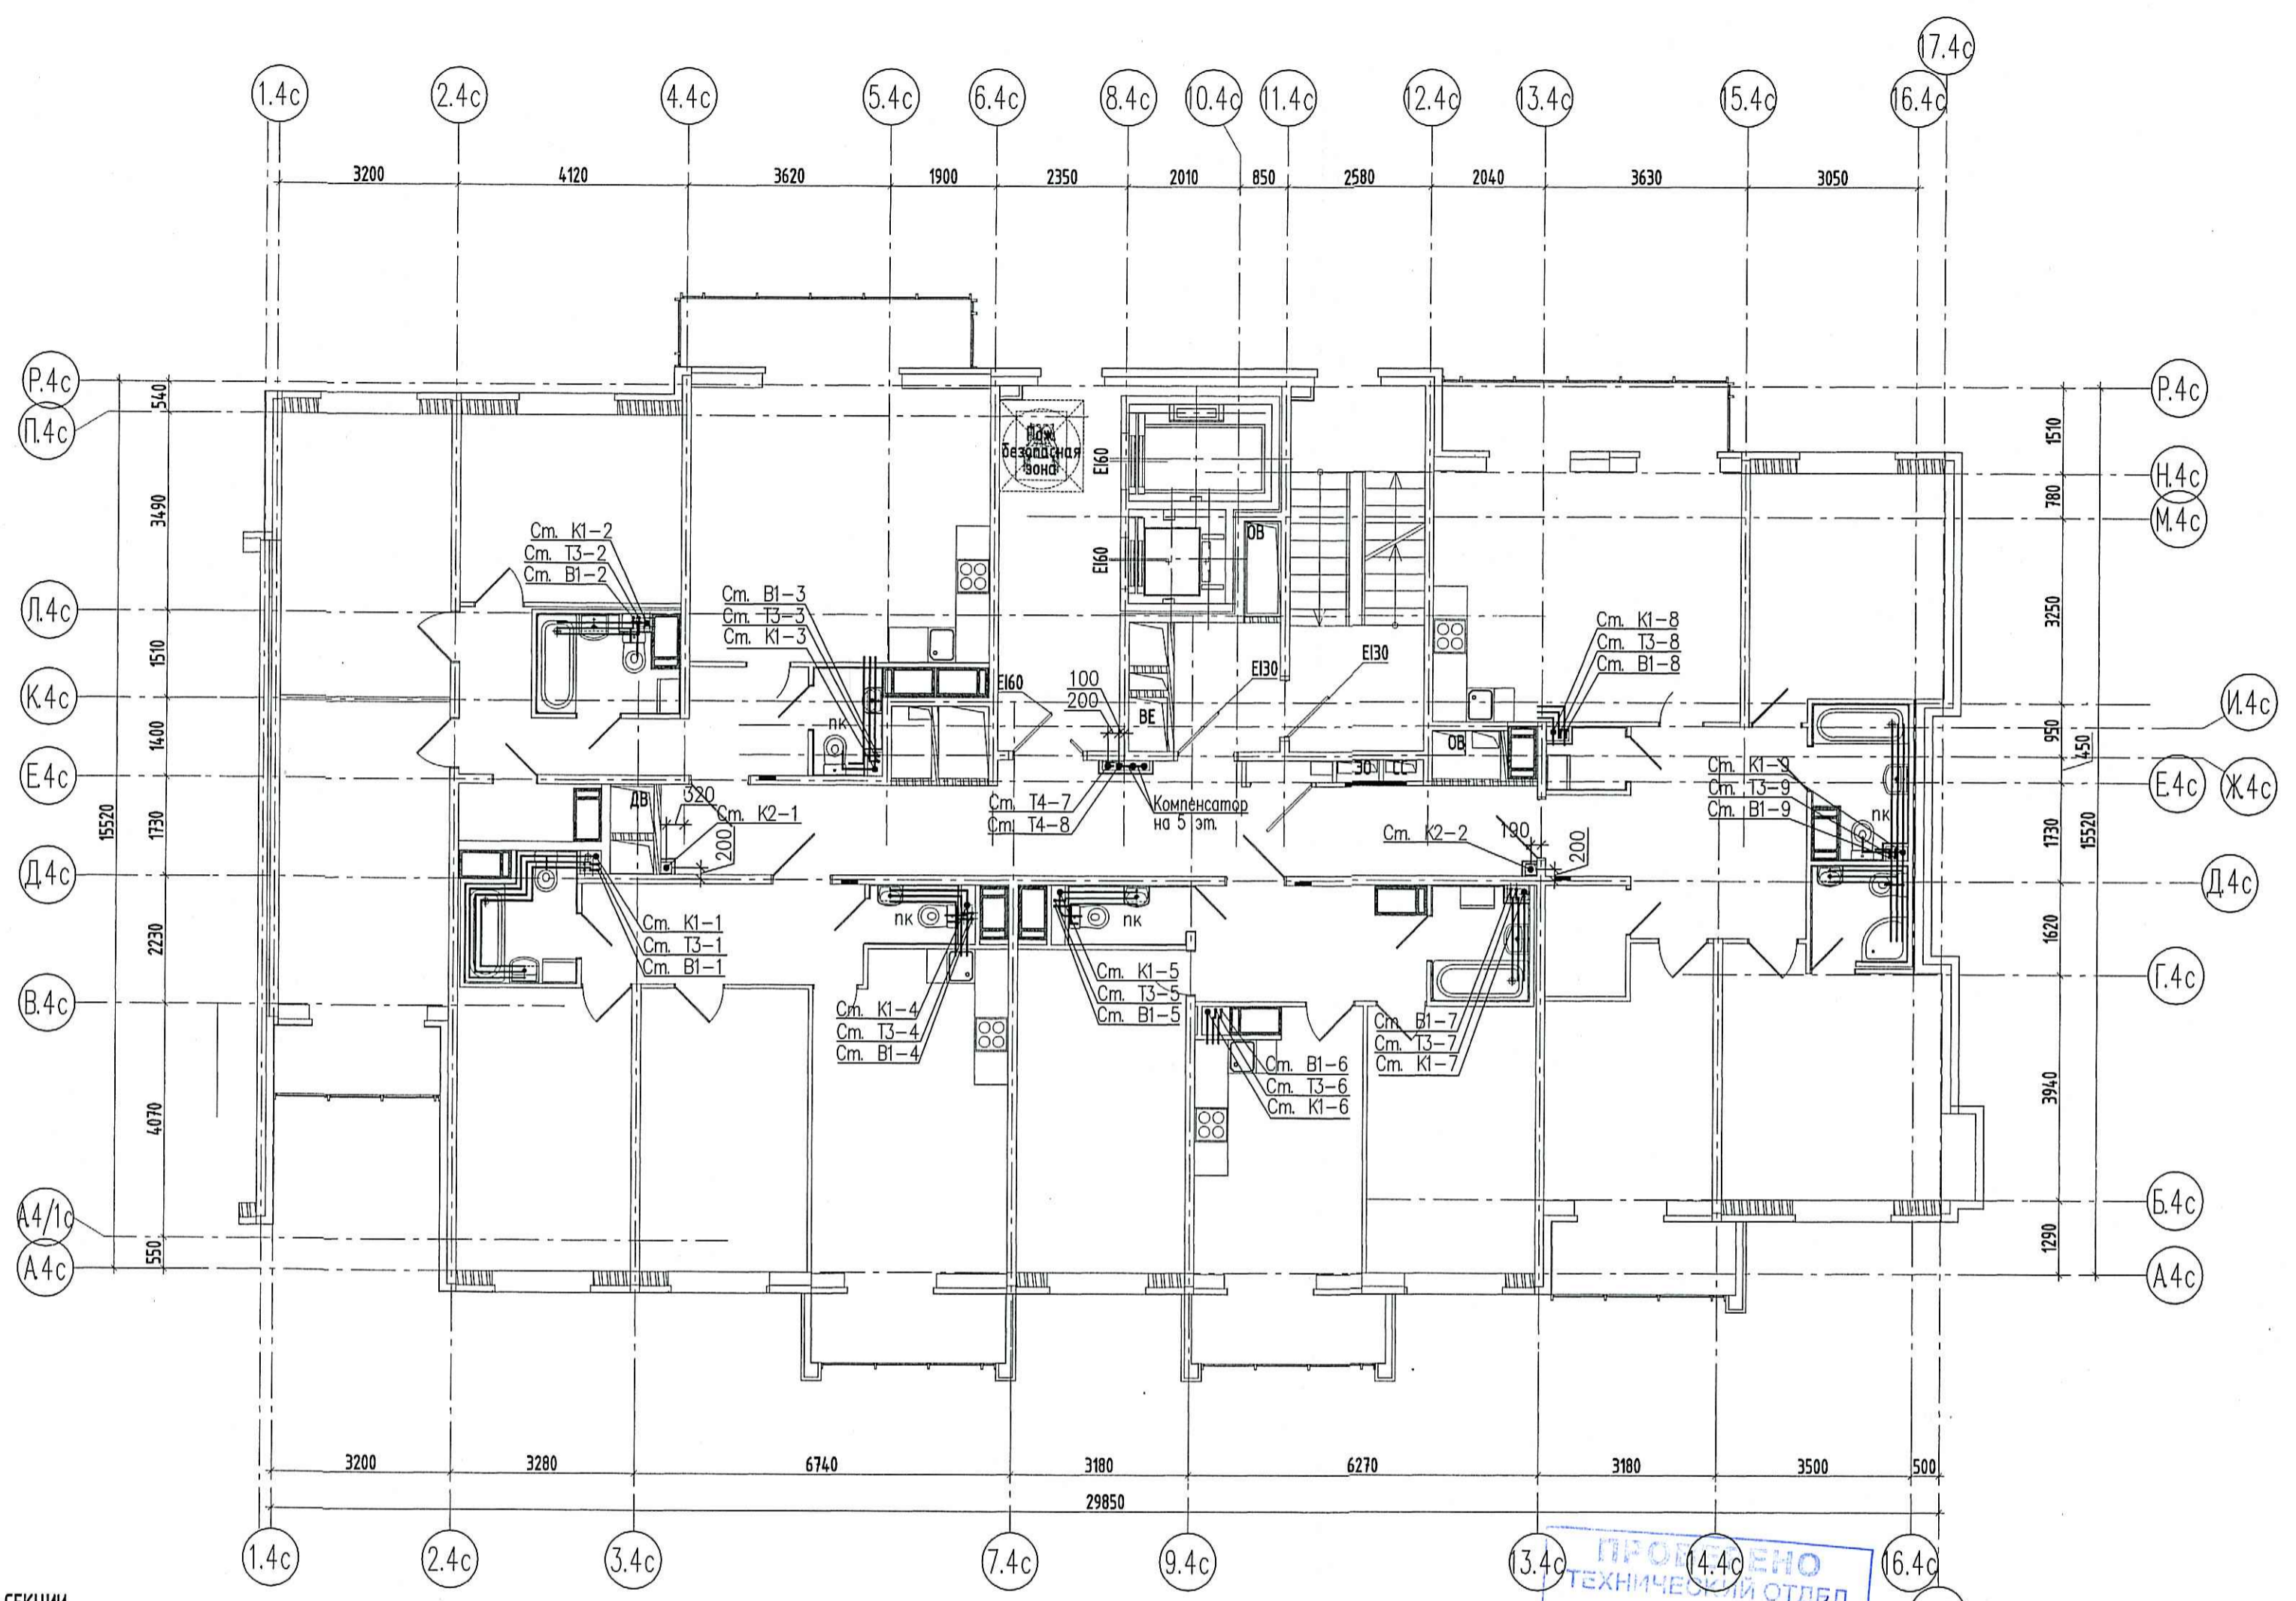 17.4с
1.4с
2.4с
4.4с
5.4с
6.4с
8.4с
10.4с
11.4с
12.4с
13.4с
15.4с
16.4с
3200
4120
3620
1900
2350
2010
850
2580
2040
3630
3050
Р.4с
П.4с
Л.4с
К.4с
Е.4с
Д.4с
В.4с
А.4/1с
А.4с
540
3490
1510
1400
1730
2230
4070
550
15520
Р.4с
Н.4с
М.4с
И.4с
Е.4с
Ж.4с
Д.4с
Г.4с
Б.4с
А.4с
1510
780
3250
950
450
1730
1620
3940
1290
15520
Пож.
безопасная
зона
EI60
EI60
ОВ
Ст. К1-2
Ст. Т3-2
Ст. В1-2
Ст. В1-3
Ст. Т3-3
Ст. К1-3
пк
EI60
100
200
ВЕ
EI30
EI30
Ст. К1-8
Ст. Т3-8
Ст. В1-8
ОВ
ЭО
СС
Ст. К1-9
Ст. Т3-9
Ст. В1-9
пк
ДВ
320
Ст. К2-1
200
Ст. Т4-7
Ст. Т4-8
Компенсатор
на 5 эт.
Ст. К2-2
190
200
Ст. К1-1
Ст. Т3-1
Ст. В1-1
пк
пк
Ст. К1-4
Ст. Т3-4
Ст. В1-4
Ст. К1-5
Ст. Т3-5
Ст. В1-5
Ст. В1-6
Ст. Т3-6
Ст. К1-6
Ст. В1-7
Ст. Т3-7
Ст. К1-7
3200
3280
6740
3180
6270
3180
3500
500
29850
1.4с
2.4с
3.4с
7.4с
9.4с
13.4с
14.4с
16.4с
ПРОВЕРЕНО
ТЕХНИЧЕСКИЙ ОТДЕЛ